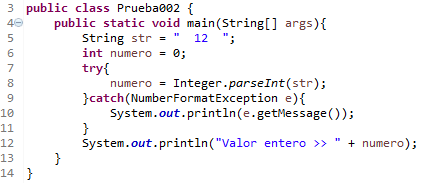 3 public class Prueba002 {
4 public static void main(String[] args){
5 String str = "  12  ";
6 int numero = 0;
7 try{
8 numero = Integer.parseInt(str);
9 }catch(NumberFormatException e){
10 System.out.println(e.getMessage());
11 }
12 System.out.println("Valor entero >> " + numero);
13 }
14 }